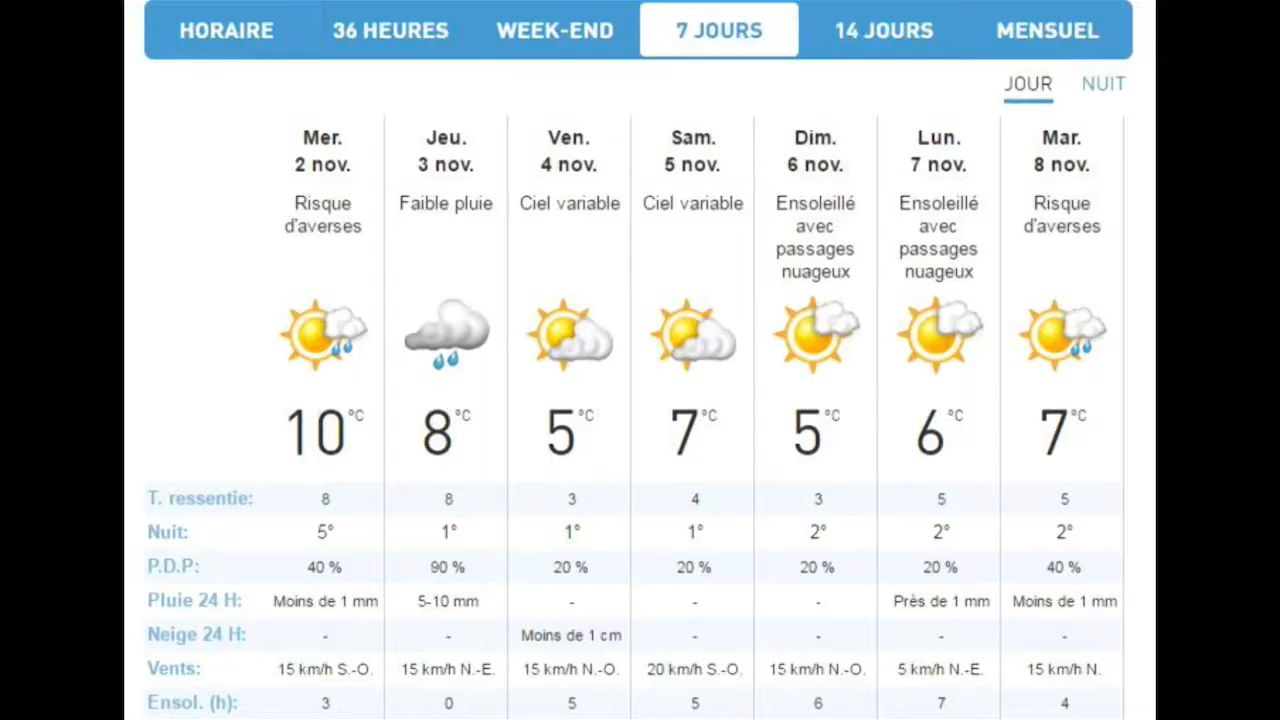 HORAIRE 36 HEURES WEEK-END 7 JOURS 14 JOURS MENSUEL
JOUR NUIT
Mer. Jeu. Ven. Sam. Dim. Lun. Mar.
2 nov. 3 nov. 4 nov. 5 nov. 6 nov. 7 nov. 8 nov.
Risque Faible pluie Ciel variable Ciel variable Ensoleillé Ensoleillé Risque
d'averses avec avec d'averses
passages passages
nuageux nuageux
10°C 8°C 5°C 7°C 5°C 6°C 7°C
T. ressentie: 8 8 3 4 3 5 5
Nuit: 5° 1° 1° 1° 2° 2° 2°
P.D.P: 40 % 90 % 20 % 20 % 20 % 20 % 40 %
Pluie 24 H: Moins de 1 mm 5-10 mm - - - Près de 1 mm Moins de 1 mm
Neige 24 H: - - Moins de 1 cm - - - -
Vents: 15 km/h S.-O. 15 km/h N.-E. 15 km/h N.-O. 20 km/h S.-O. 15 km/h N.-O. 5 km/h N.-E. 15 km/h N.
Ensol. (h): 3 0 5 5 6 7 4